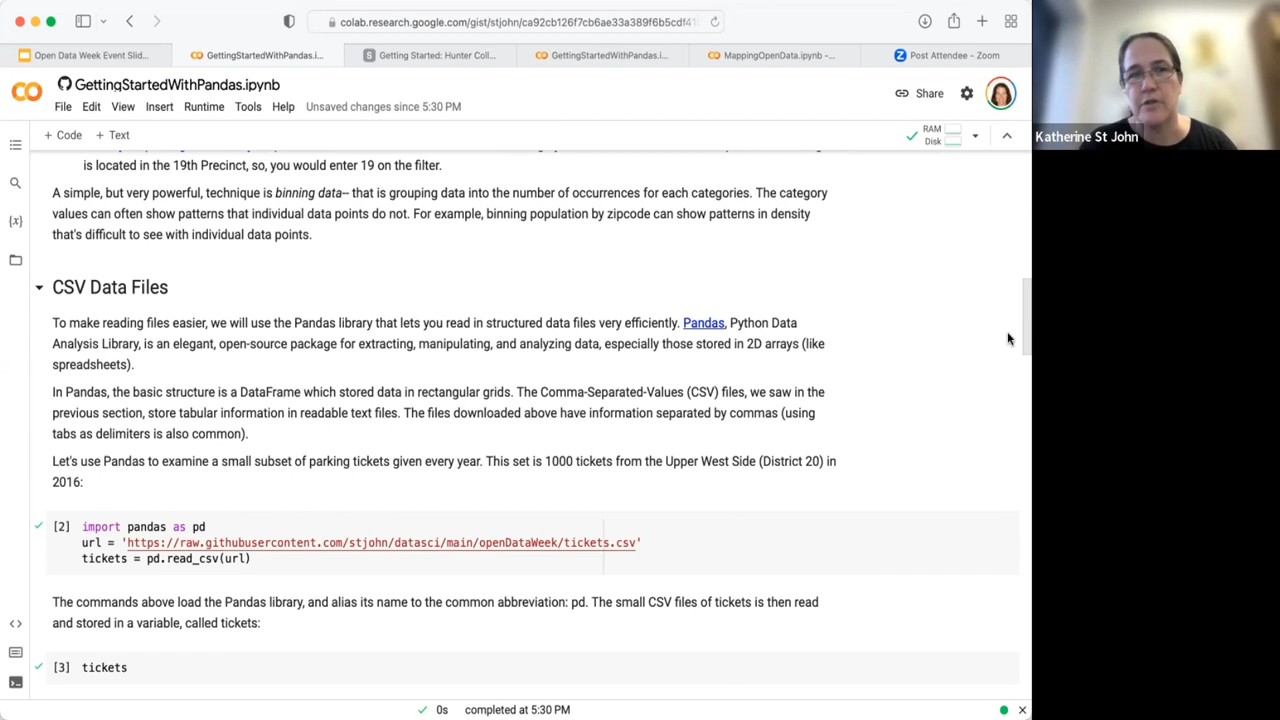 colab.research.google.com/gist/stjohn/ca92cb126f7cb6ae33a389f6b5cdf41
Open Data Week Event Slid...
GettingStartedWithPandas.i...
Getting Started: Hunter Coll...
GettingStartedWithPandas.i...
MappingOpenData.ipynb -...
Post Attendee - Zoom
GettingStartedWithPandas.ipynb
File Edit View Insert Runtime Tools Help Unsaved changes since 5:30 PM
Share
+ Code + Text
RAM
Disk
Katherine St John
is located in the 19th Precinct, so, you would enter 19 on the filter.
A simple, but very powerful, technique is binning data-- that is grouping data into the number of occurrences for each categories. The category
values can often show patterns that individual data points do not. For example, binning population by zipcode can show patterns in density
that's difficult to see with individual data points.
CSV Data Files
To make reading files easier, we will use the Pandas library that lets you read in structured data files very efficiently. Pandas, Python Data
Analysis Library, is an elegant, open-source package for extracting, manipulating, and analyzing data, especially those stored in 2D arrays (like
spreadsheets).
In Pandas, the basic structure is a DataFrame which stored data in rectangular grids. The Comma-Separated-Values (CSV) files, we saw in the
previous section, store tabular information in readable text files. The files downloaded above have information separated by commas (using
tabs as delimiters is also common).
Let's use Pandas to examine a small subset of parking tickets given every year. This set is 1000 tickets from the Upper West Side (District 20) in
2016:
[2] import pandas as pd
url = 'https://raw.githubusercontent.com/stjohn/datasci/main/openDataWeek/tickets.csv'
tickets = pd.read_csv(url)
The commands above load the Pandas library, and alias its name to the common abbreviation: pd. The small CSV files of tickets is then read
and stored in a variable, called tickets:
[3] tickets
0s completed at 5:30 PM